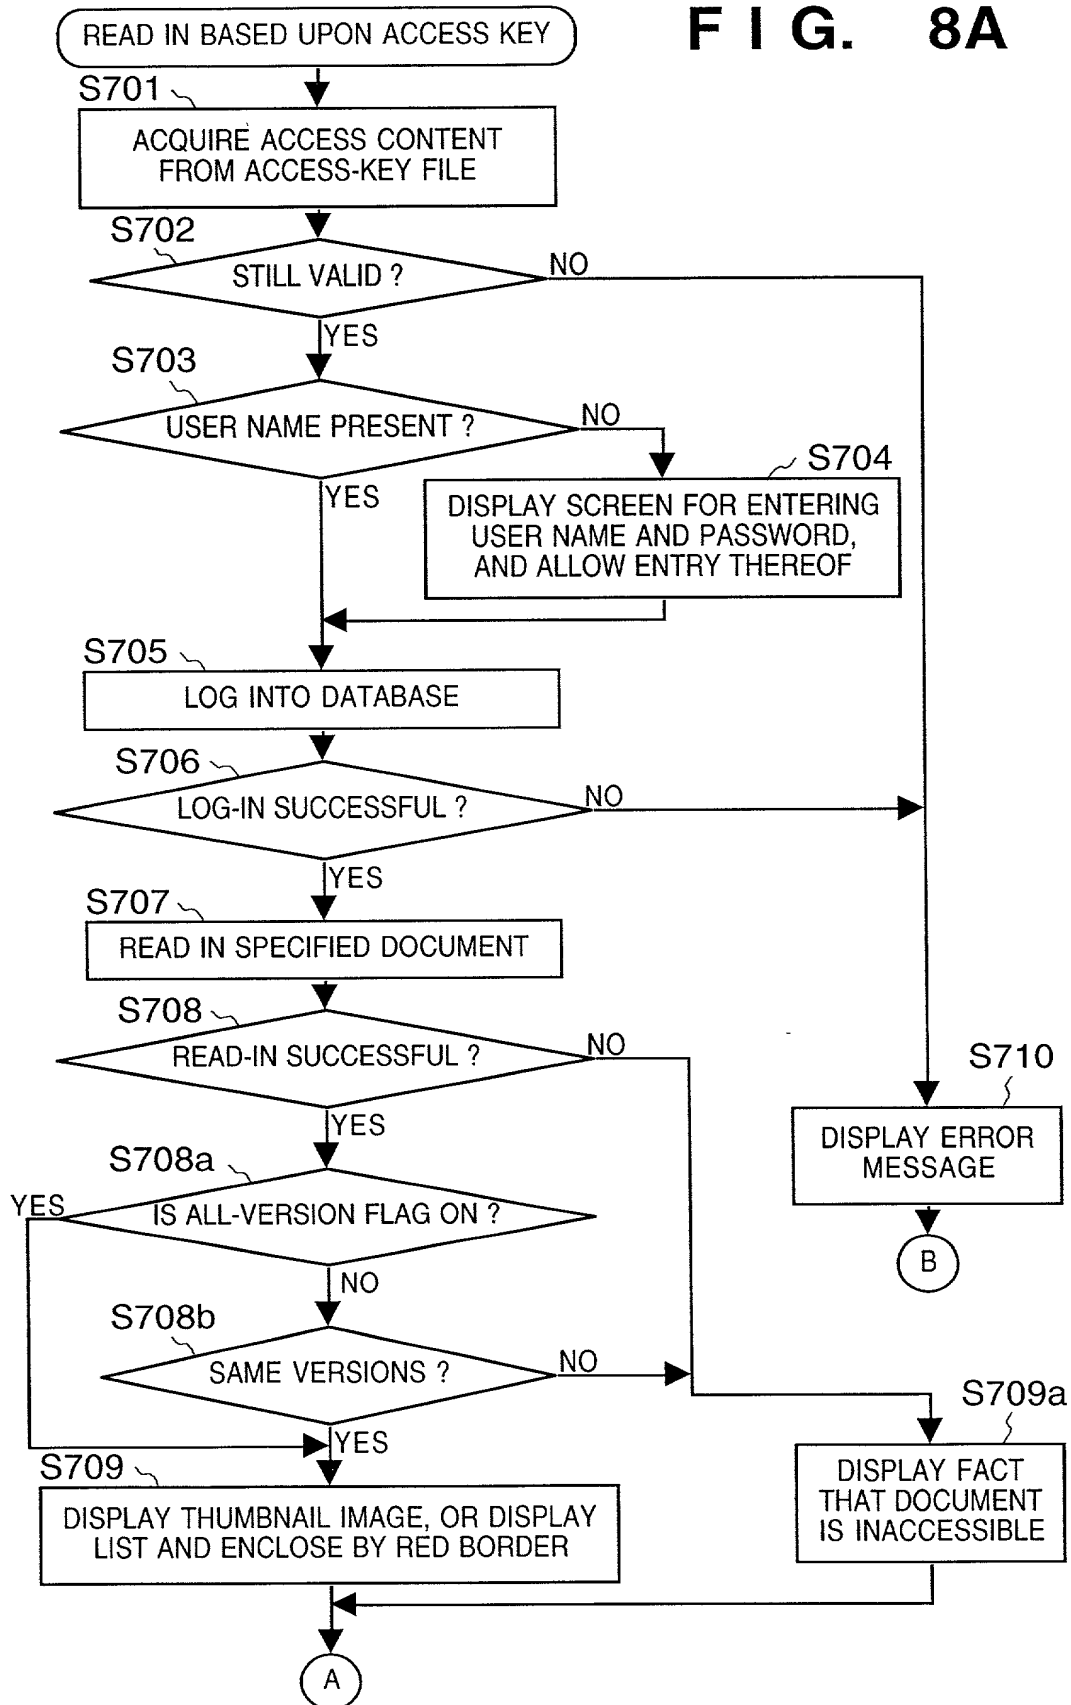 READ IN BASED UPON ACCESS KEY
FIG. 8A
S701
ACQUIRE ACCESS CONTENT
FROM ACCESS-KEY FILE
S702
STILL VALID ?
NO
YES
S703
USER NAME PRESENT ?
NO
YES
S704
DISPLAY SCREEN FOR ENTERING
USER NAME AND PASSWORD,
AND ALLOW ENTRY THEREOF
S705
LOG INTO DATABASE
S706
LOG-IN SUCCESSFUL ?
NO
YES
S707
READ IN SPECIFIED DOCUMENT
S708
READ-IN SUCCESSFUL ?
NO
YES
S710
DISPLAY ERROR
MESSAGE
B
S708a
YES
IS ALL-VERSION FLAG ON ?
NO
S708b
SAME VERSIONS ?
NO
YES
S709a
DISPLAY FACT
THAT DOCUMENT
IS INACCESSIBLE
S709
DISPLAY THUMBNAIL IMAGE, OR DISPLAY
LIST AND ENCLOSE BY RED BORDER
A